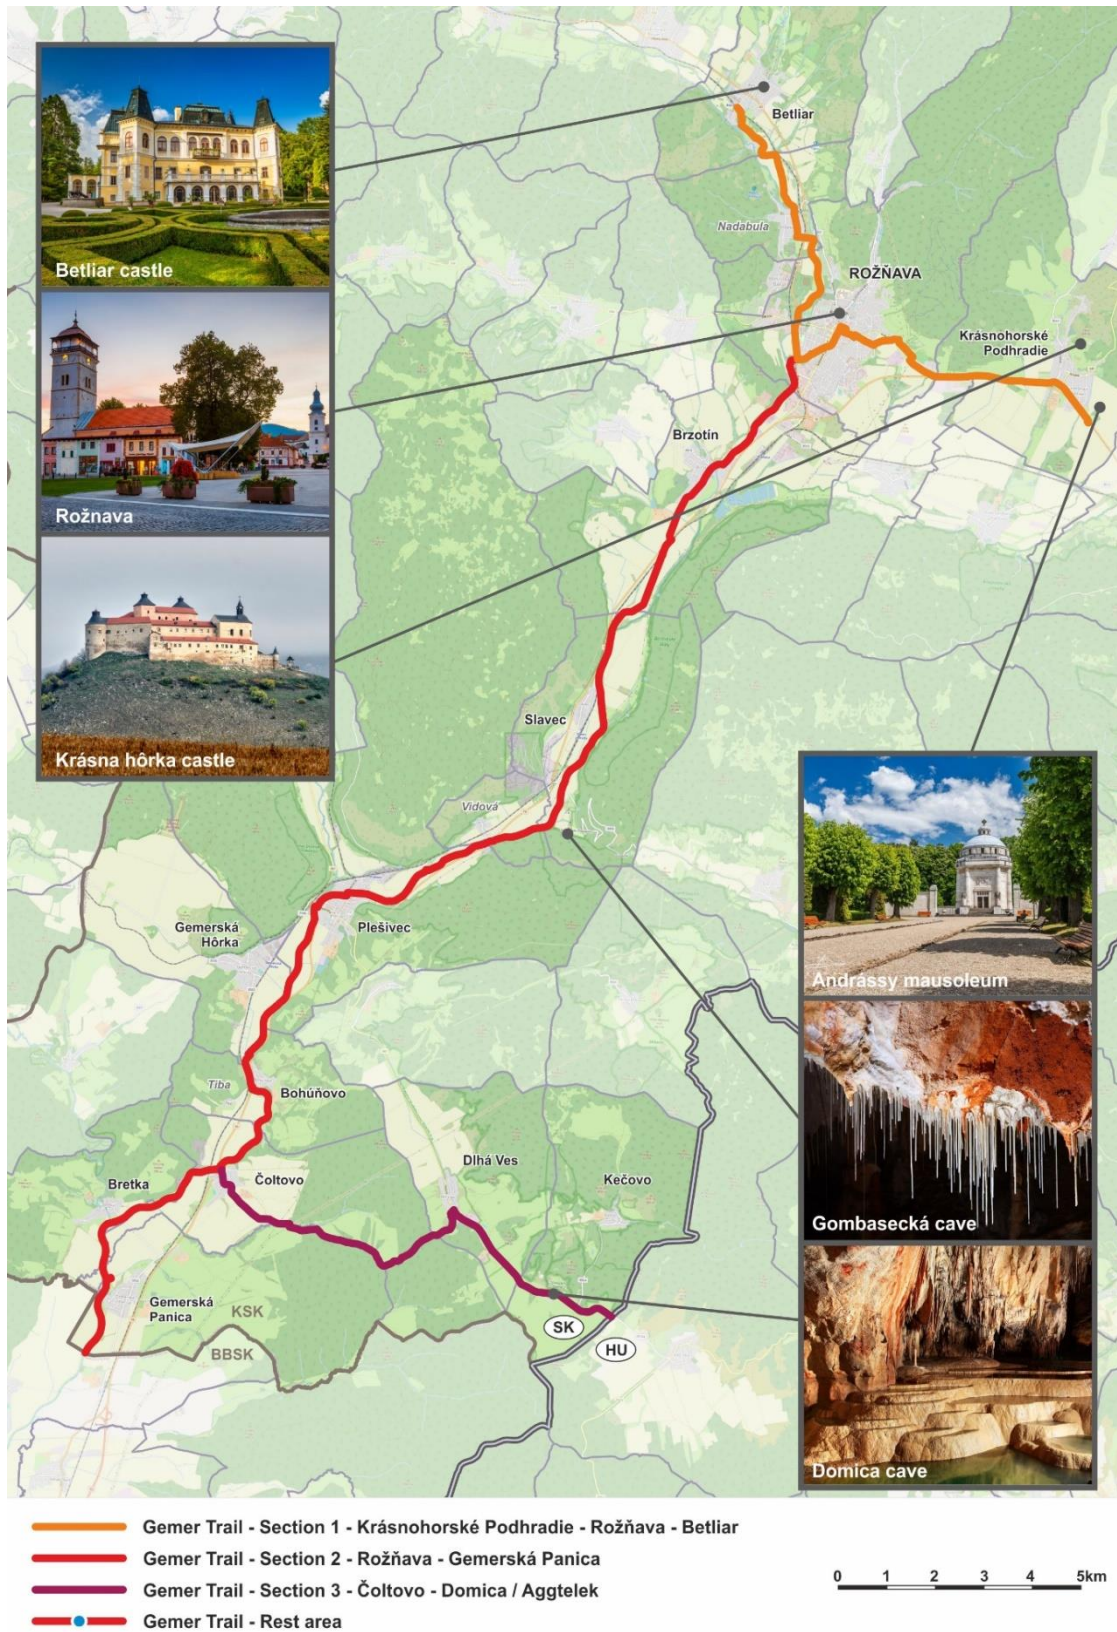 Betliar castle
Rožnava
Krásna hôrka castle
Betliar
Nadabula
ROŽŇAVA
Krásnohorské
Podhradie
Brzotín
Slavec
Vidová
Gemerská
Hôrka
Plešivec
Tiba
Bohúňovo
Bretka
Čoltovo
Dlhá Ves
Kečovo
Gemerská
Panica
KSK
BBSK
SK
HU
Andrássy mausoleum
Gombasecká cave
Domica cave
Gemer Trail - Section 1 - Krásnohorské Podhradie - Rožňava - Betliar
Gemer Trail - Section 2 - Rožňava - Gemerská Panica
Gemer Trail - Section 3 - Čoltovo - Domica / Aggtelek
Gemer Trail - Rest area
0 1 2 3 4 5km